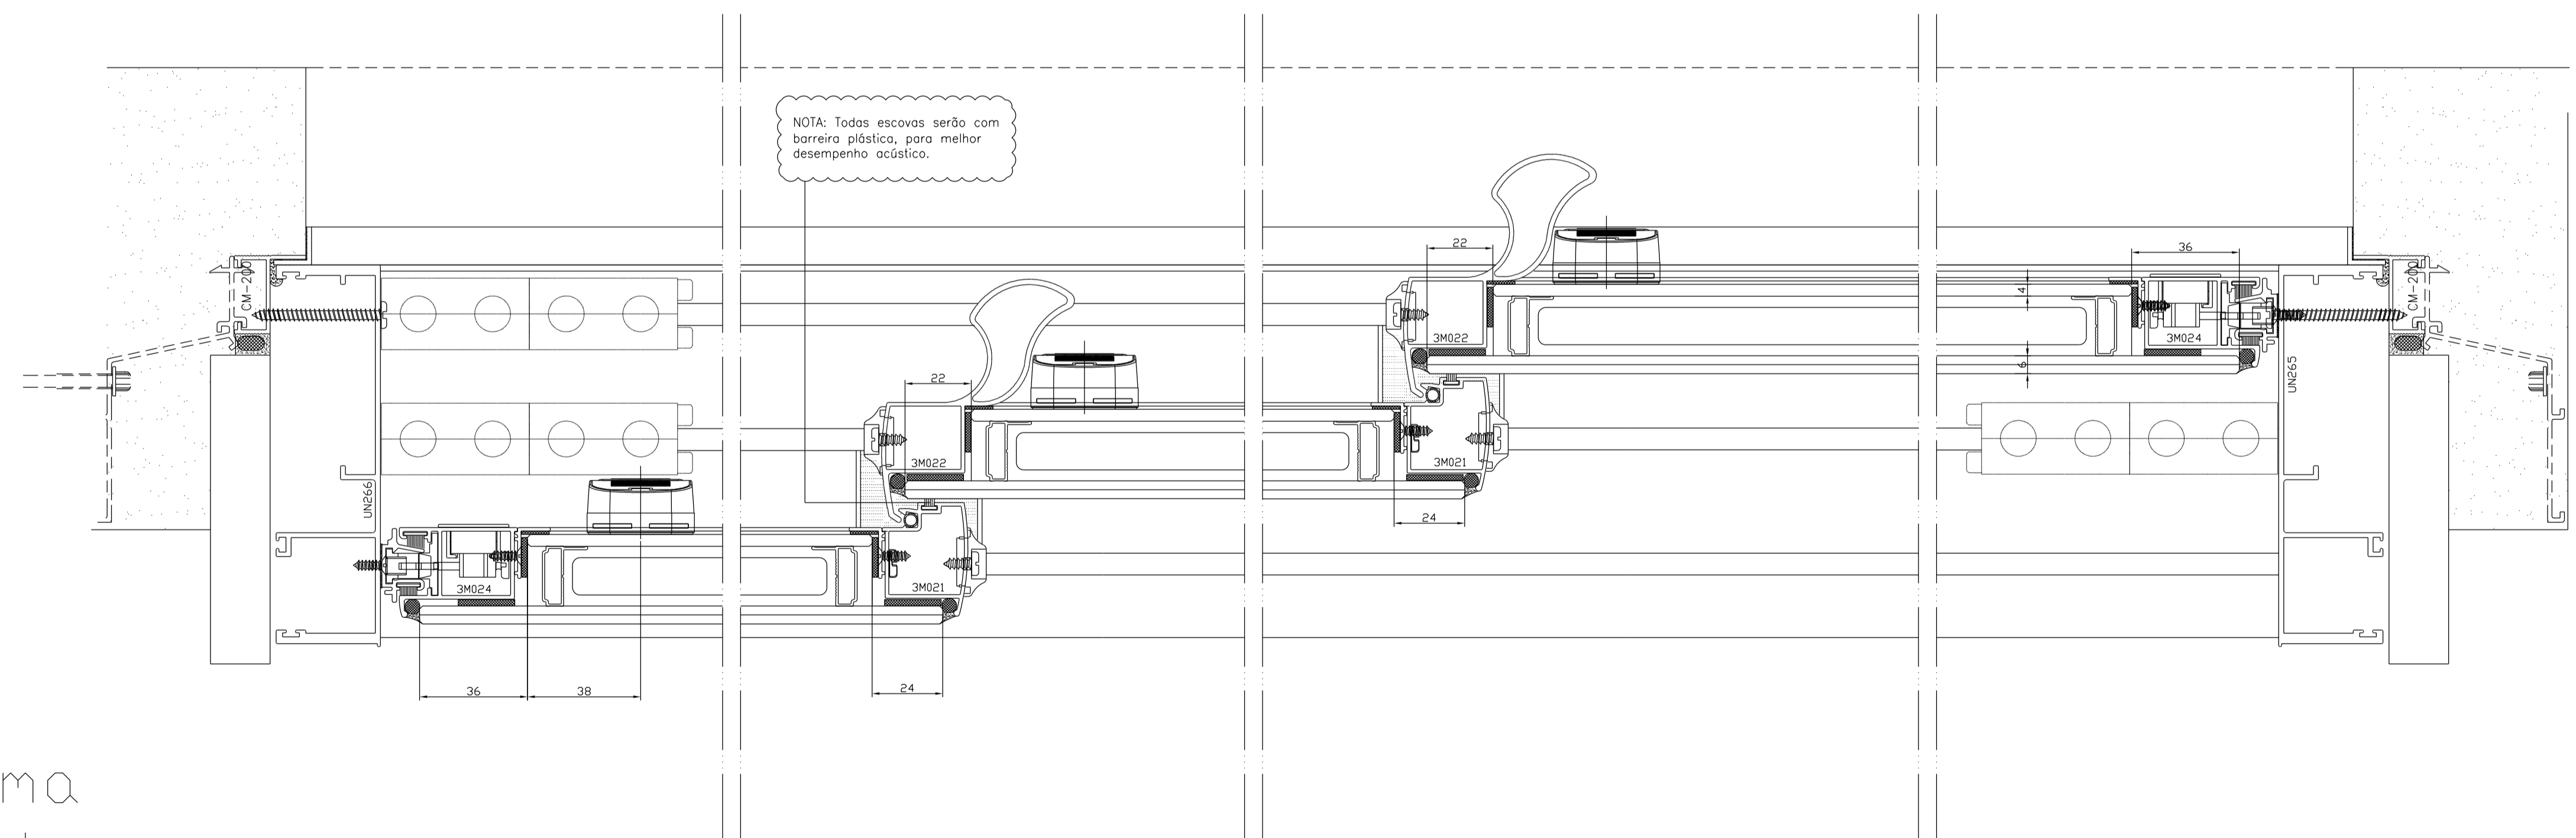 NOTA: Todas escovas serão com
barreira plástica, para melhor
desempenho acústico.
22
36
CM-200
CM-200
4
3M022
3M024
6
UN265
22
3M022
3M021
UN266
24
3M024
3M021
36
38
24
ma